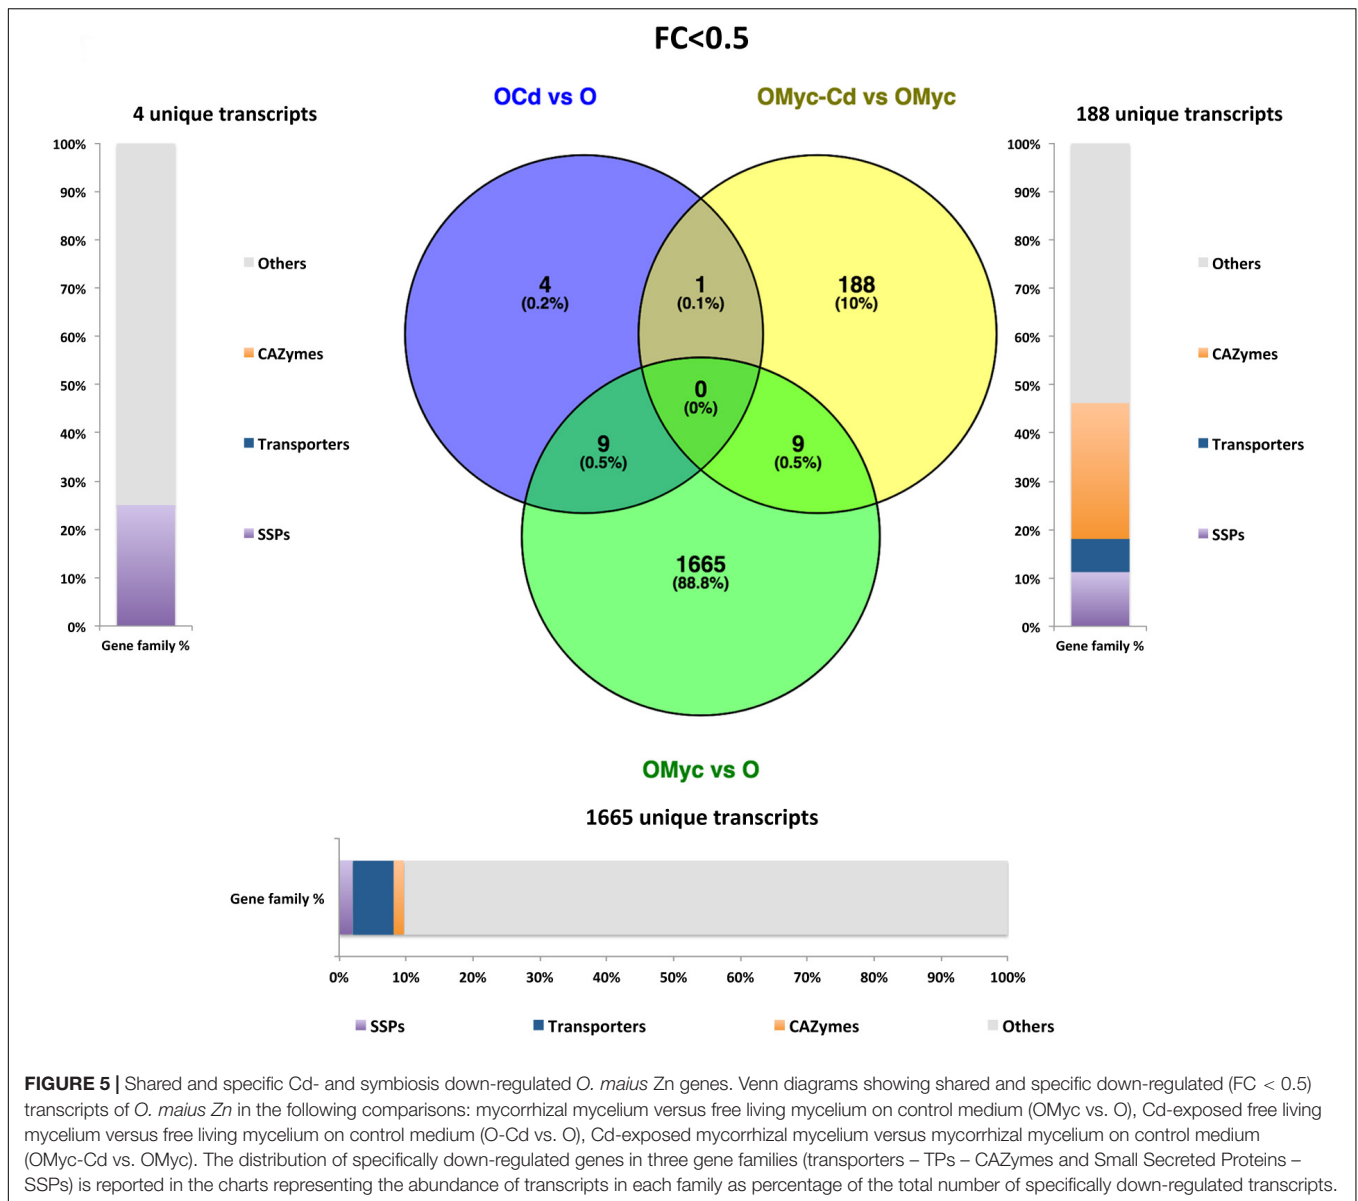 FC<0.5
OCd vs O
OMyc-Cd vs OMyc
4 unique transcripts
188 unique transcripts
100%
90%
80%
70%
60%
50%
40%
30%
20%
10%
0%
Gene family %
Others
CAZymes
Transporters
SSPs
4
(0.2%)
1
(0.1%)
188
(10%)
0
(0%)
9
(0.5%)
9
(0.5%)
1665
(88.8%)
100%
90%
80%
70%
60%
50%
40%
30%
20%
10%
0%
Gene family %
Others
CAZymes
Transporters
SSPs
OMyc vs O
1665 unique transcripts
Gene family %
0% 10% 20% 30% 40% 50% 60% 70% 80% 90% 100%
SSPs Transporters CAZymes Others
FIGURE 5 | Shared and specific Cd- and symbiosis down-regulated O. maius Zn genes. Venn diagrams showing shared and specific down-regulated (FC < 0.5)
transcripts of O. maius Zn in the following comparisons: mycorrhizal mycelium versus free living mycelium on control medium (OMyc vs. O), Cd-exposed free living
mycelium versus free living mycelium on control medium (O-Cd vs. O), Cd-exposed mycorrhizal mycelium versus mycorrhizal mycelium on control medium
(OMyc-Cd vs. OMyc). The distribution of specifically down-regulated genes in three gene families (transporters – TPs – CAZymes and Small Secreted Proteins –
SSPs) is reported in the charts representing the abundance of transcripts in each family as percentage of the total number of specifically down-regulated transcripts.